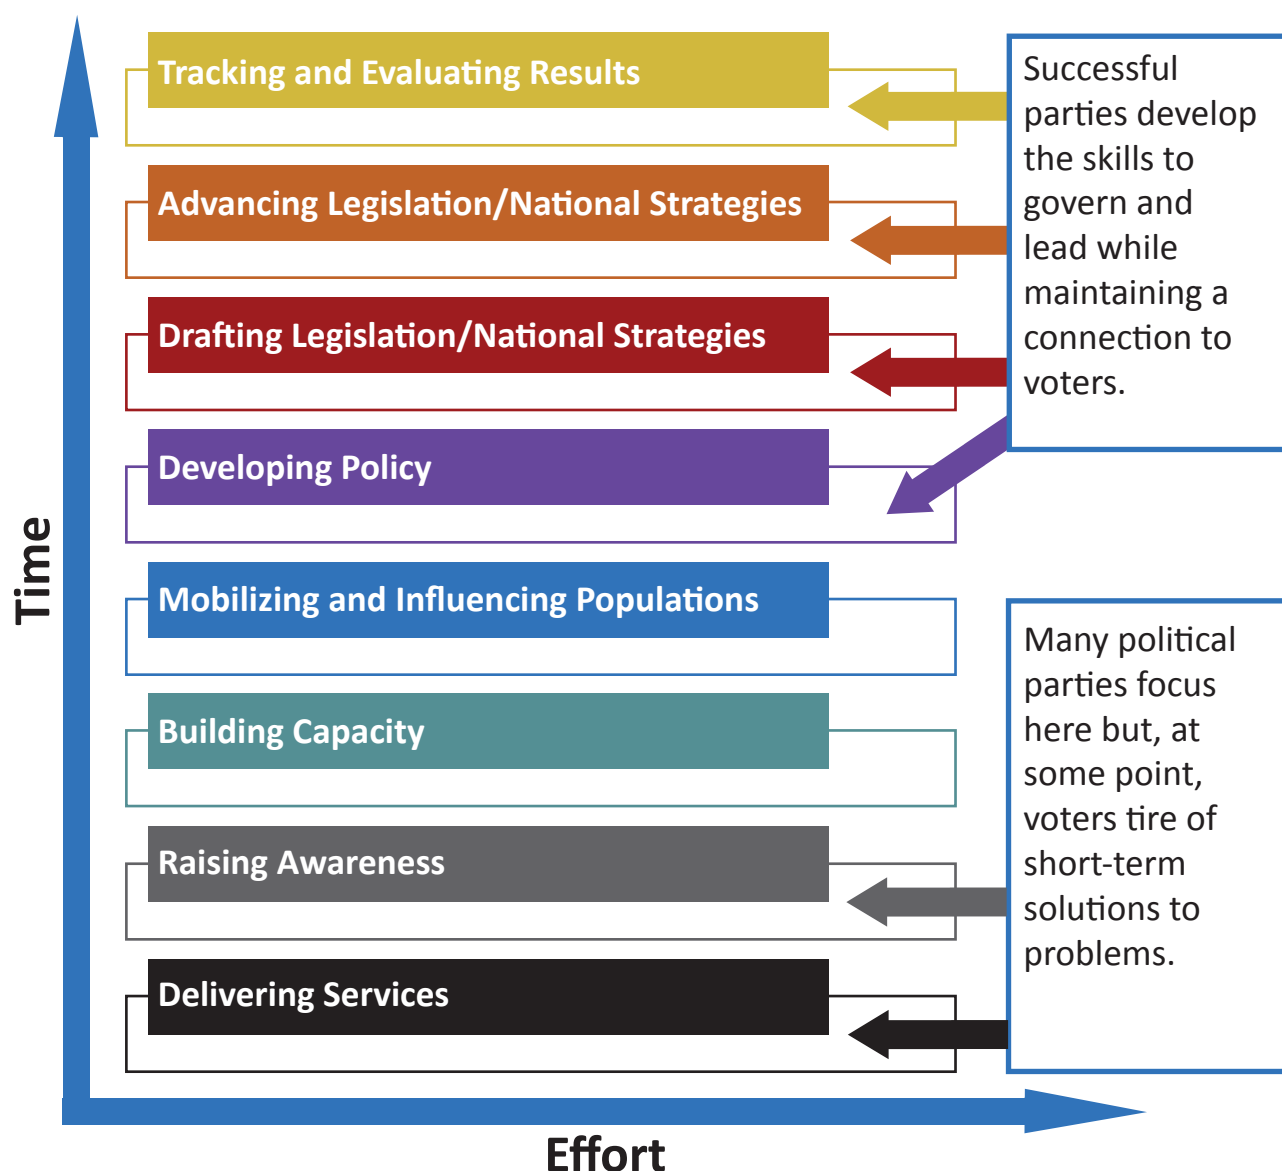 Tracking and Evaluating Results
Advancing Legislation/National Strategies
Drafting Legislation/National Strategies
Developing Policy
Mobilizing and Influencing Populations
Building Capacity
Raising Awareness
Delivering Services
Successful
parties develop
the skills to
govern and
lead while
maintaining a
connection to
voters.
Many political
parties focus
here but, at
some point,
voters tire of
short-term
solutions to
problems.
Time
Effort